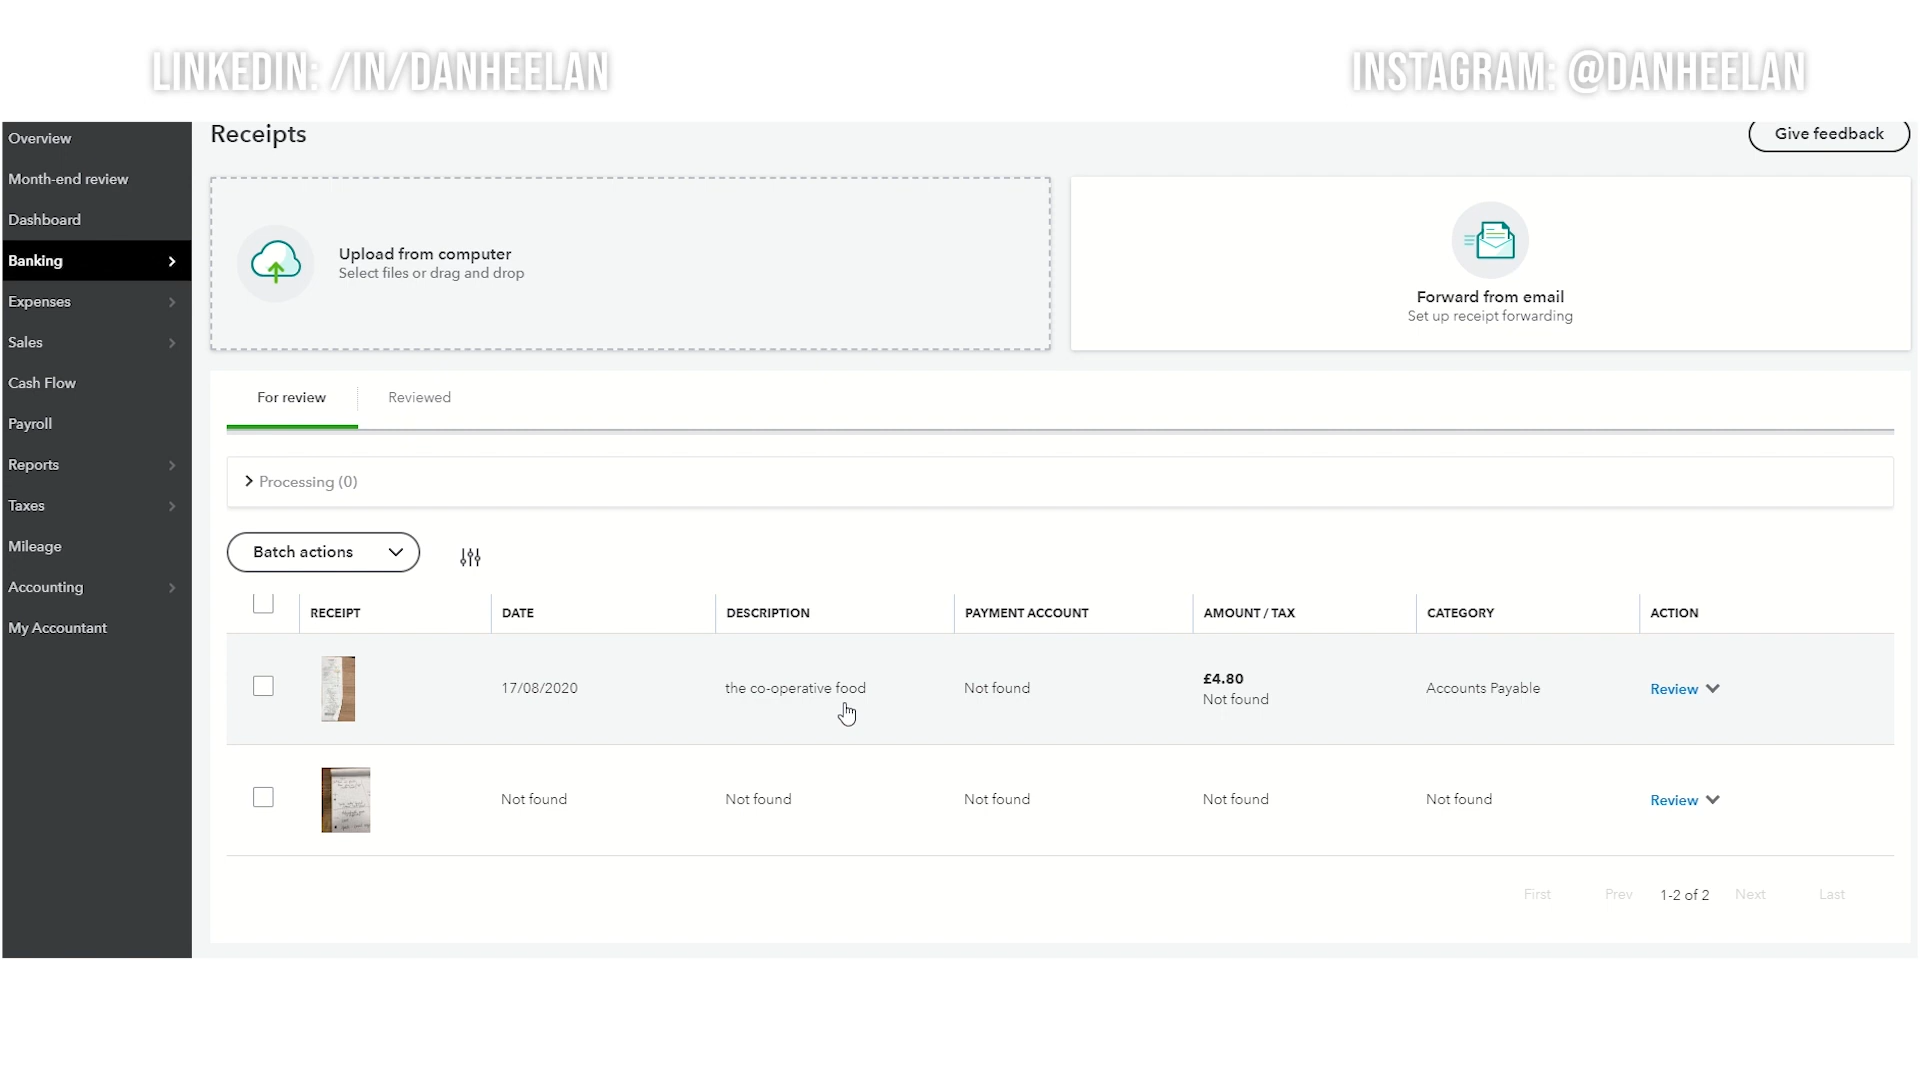 LINKEDIN: /IN/DANHEELAN
INSTAGRAM: @DANHEELAN
Overview
Month-end review
Dashboard
Banking
Expenses
Sales
Cash Flow
Payroll
Reports
Taxes
Mileage
Accounting
My Accountant
Receipts
Give feedback
Upload from computer
Select files or drag and drop
Forward from email
Set up receipt forwarding
For review
Reviewed
Processing (0)
Batch actions
RECEIPT DATE DESCRIPTION PAYMENT ACCOUNT AMOUNT / TAX CATEGORY ACTION
17/08/2020 the co-operative food Not found £4.80 Accounts Payable Review
Not found
Not found Not found Not found Not found Not found Review
First Prev 1-2 of 2 Next Last